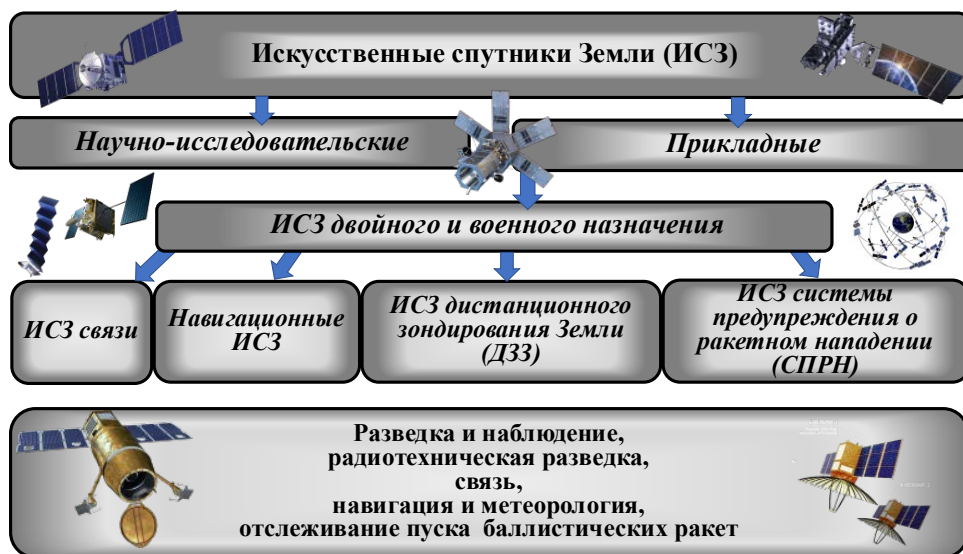 Искусственные спутники Земли (ИСЗ)
Научно-исследовательские
Прикладные
ИСЗ двойного и военного назначения
ИСЗ связи
Навигационные
ИСЗ
ИСЗ дистанционного
зондирования Земли
(ДЗЗ)
ИСЗ системы
предупреждения о
ракетном нападении
(СПРН)
Разведка и наблюдение,
радиотехническая разведка,
связь,
навигация и метеорология,
отслеживание пуска баллистических ракет